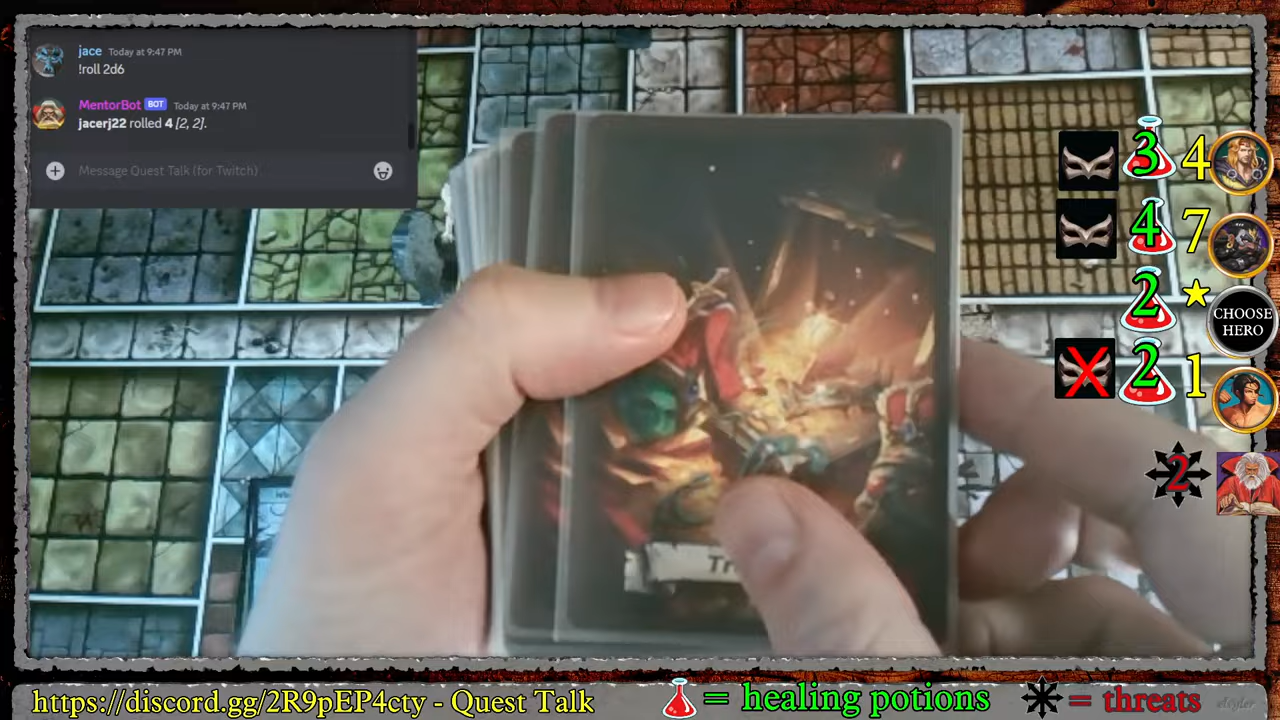 jace Today at 9:47 PM
!roll 2d6
MentorBot BOT Today at 9:47 PM
jacerj22 rolled 4 [2, 2].
Message Quest Talk (for Twitch)
3 4
4 7
2
CHOOSE
HERO
2 1
2
https://discord.gg/2R9pEP4cty - Quest Talk
= healing potions
= threats